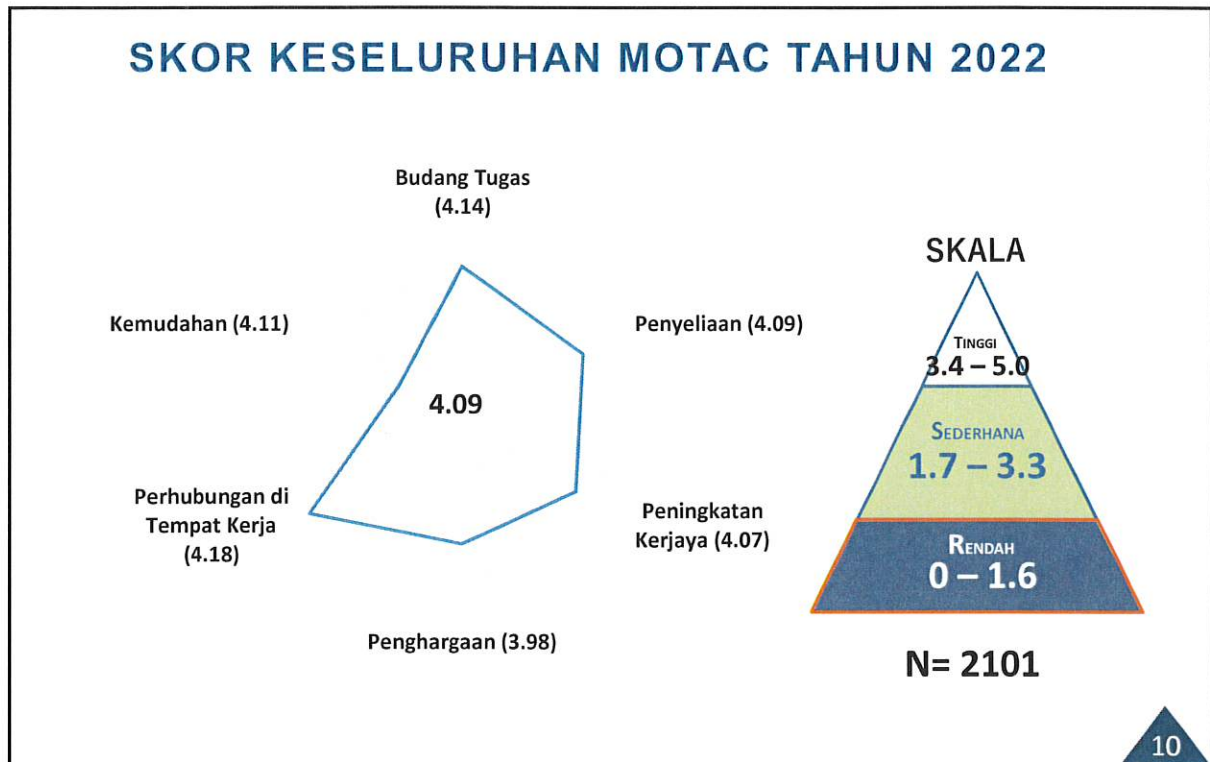 SKOR KESELURUHAN MOTAC TAHUN 2022
Budang Tugas
(4.14)
Kemudahan (4.11)
Penyeliaan (4.09)
4.09
Perhubungan di
Tempat Kerja
(4.18)
Peningkatan
Kerjaya (4.07)
Penghargaan (3.98)
SKALA
TINGGI
3.4 – 5.0
SEDERHANA
1.7 – 3.3
RENDAH
0 – 1.6
N= 2101
10